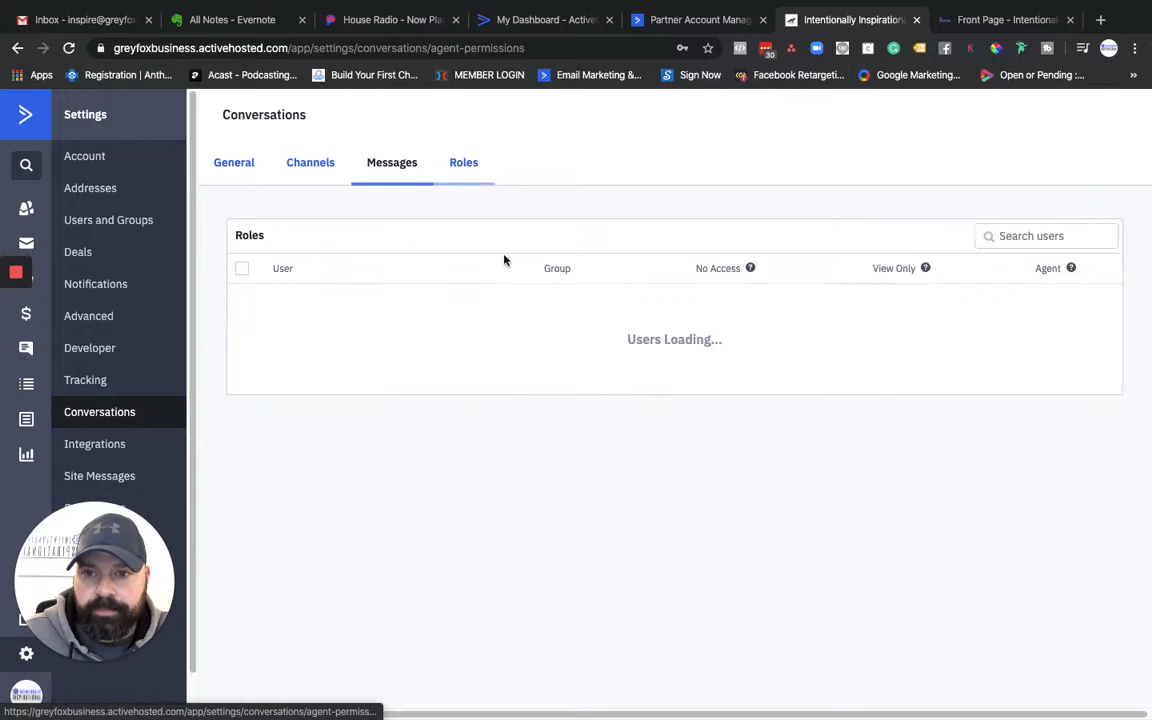 Inbox - inspire@greyfox
All Notes - Evernote
House Radio - Now Pla
My Dashboard - ActiveC
Partner Account Manag
Intentionally Inspiration
Front Page - Intentional
greyfoxbusiness.activehosted.com/app/settings/conversations/agent-permissions
30
Apps
Registration | Anth...
Acast - Podcasting...
Build Your First Ch...
MEMBER LOGIN
Email Marketing &...
Sign Now
Facebook Retargeti...
Google Marketing...
Open or Pending :...
»
Settings
Account
Addresses
Users and Groups
Deals
Notifications
Advanced
Developer
Tracking
Conversations
Integrations
Site Messages
Conversations
General
Channels
Messages
Roles
Roles
Search users
User
Group
No Access
View Only
Agent
Users Loading...
https://greyfoxbusiness.activehosted.com/app/settings/conversations/agent-permiss...